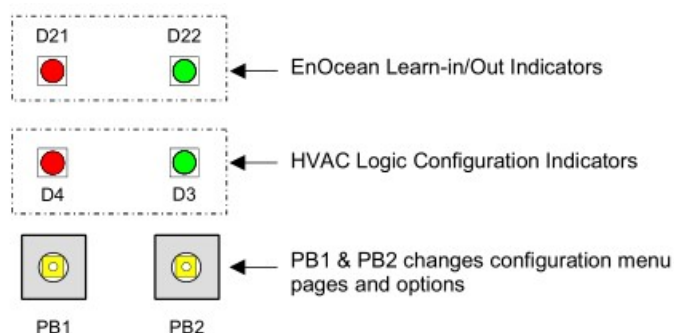 D21 D22
EnOcean Learn-in/Out Indicators
HVAC Logic Configuration Indicators
D4 D3
PB1 & PB2 changes configuration menu
pages and options
PB1 PB2